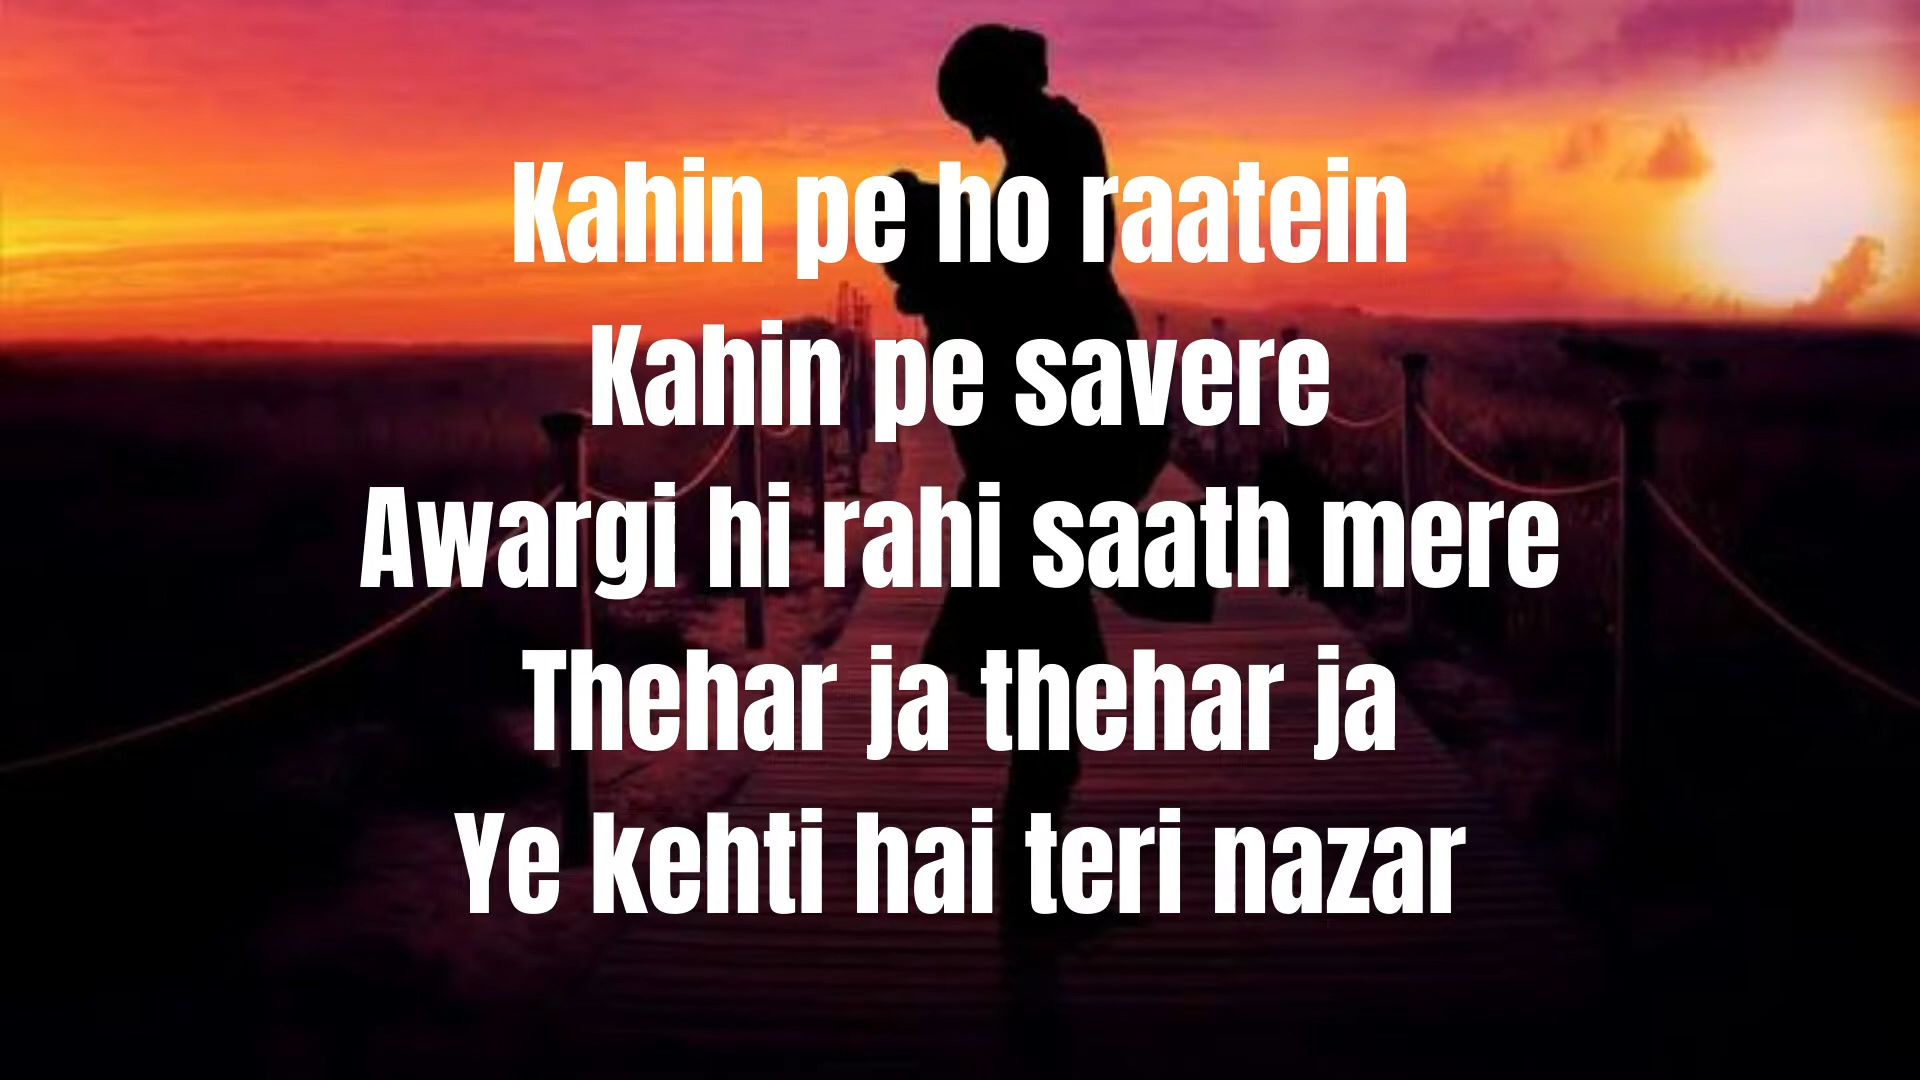 Kahin pe ho raatein
Kahin pe savere
Awargi hi rahi saath mere
Thehar ja thehar ja
Ye kehti hai teri nazar